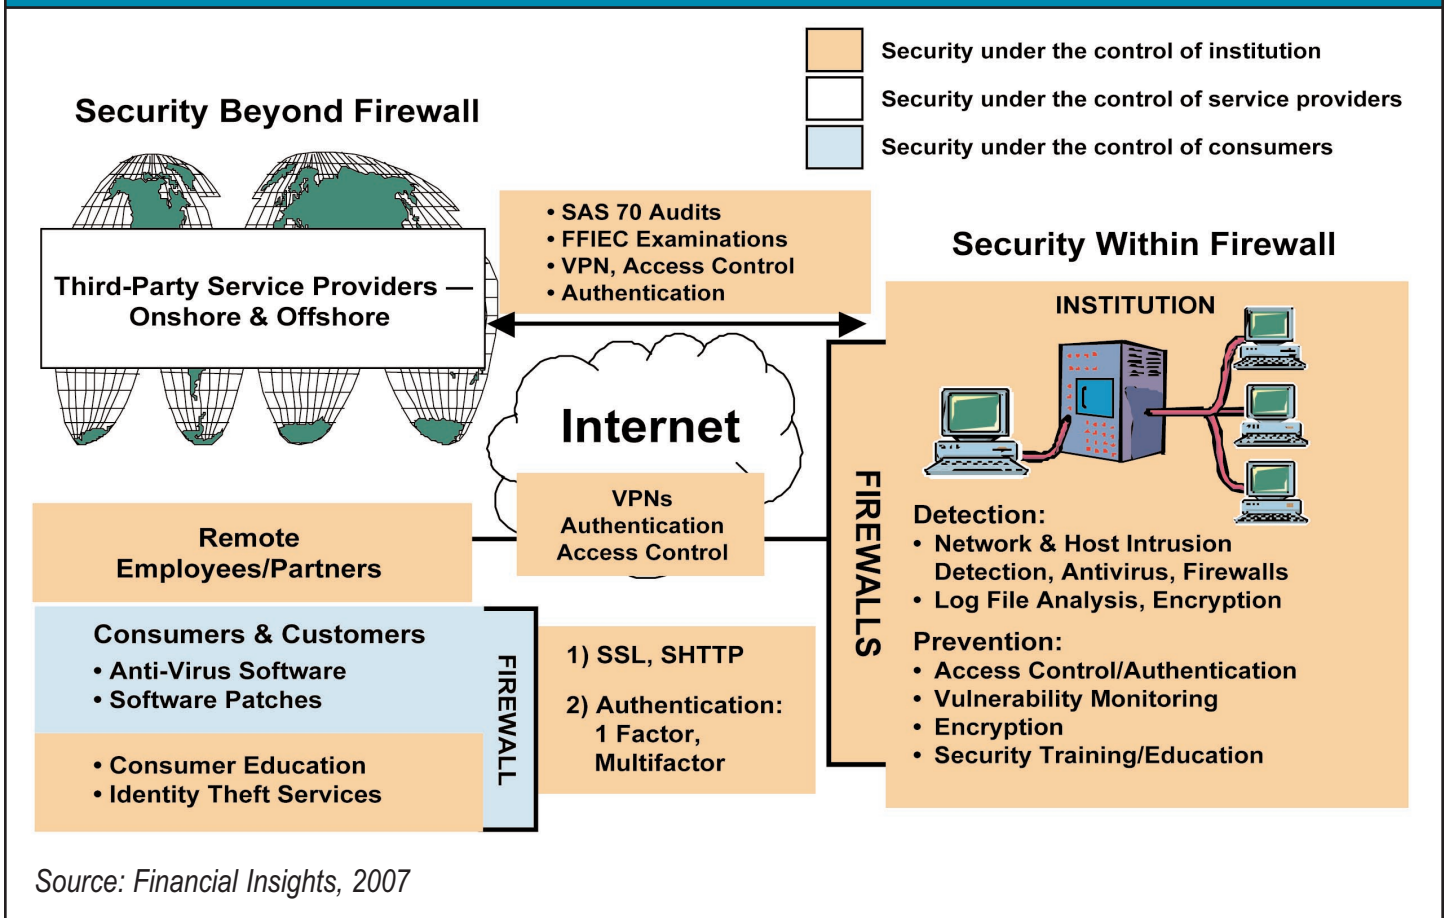 Security under the control of institution
Security under the control of service providers
Security under the control of consumers
Security Beyond Firewall
Third-Party Service Providers —
Onshore & Offshore
• SAS 70 Audits
• FFIEC Examinations
• VPN, Access Control
• Authentication
Security Within Firewall
INSTITUTION
Internet
VPNs
Authentication
Access Control
Remote
Employees/Partners
Consumers & Customers
• Anti-Virus Software
• Software Patches
• Consumer Education
• Identity Theft Services
FIREWALL
1) SSL, SHTTP
2) Authentication:
1 Factor,
Multifactor
FIREWALLS
Detection:
• Network & Host Intrusion
Detection, Antivirus, Firewalls
• Log File Analysis, Encryption
Prevention:
• Access Control/Authentication
• Vulnerability Monitoring
• Encryption
• Security Training/Education
Source: Financial Insights, 2007